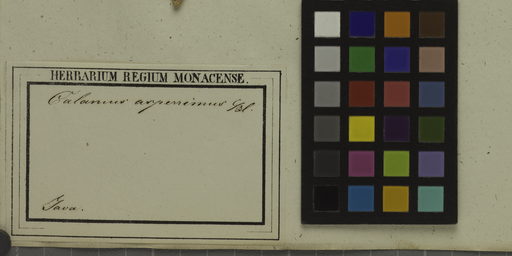 HERBARIUM REGIUM MONACENSE.
Calamus asperrimus Bl.
Java.